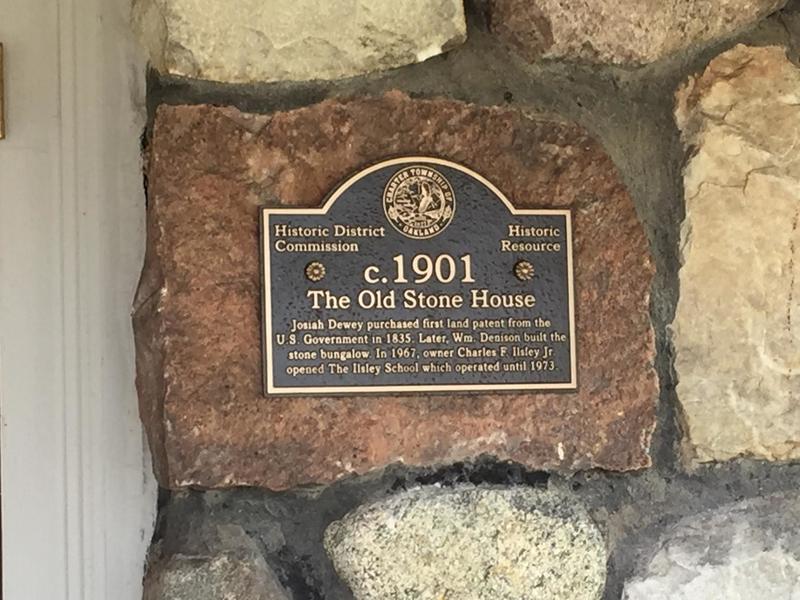 CHARTER TOWNSHIP OF
OAKLAND
Historic District
Commission
Historic
Resource
c.1901
The Old Stone House
Josiah Dewey purchased first land patent from the
U.S. Government in 1835. Later, Wm. Denison built the
stone bungalow. In 1967, owner Charles F. Ilsley Jr.
opened The Ilsley School which operated until 1973.